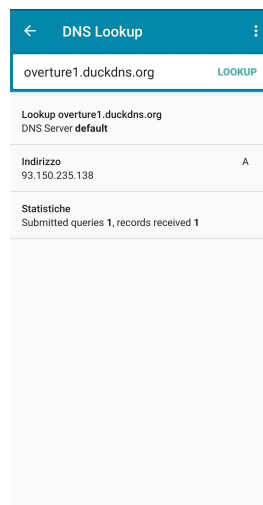 DNS Lookup
overture1.duckdns.org LOOKUP
Lookup overture1.duckdns.org
DNS Server default
Indirizzo A
93.150.235.138
Statistiche
Submitted queries 1, records received 1